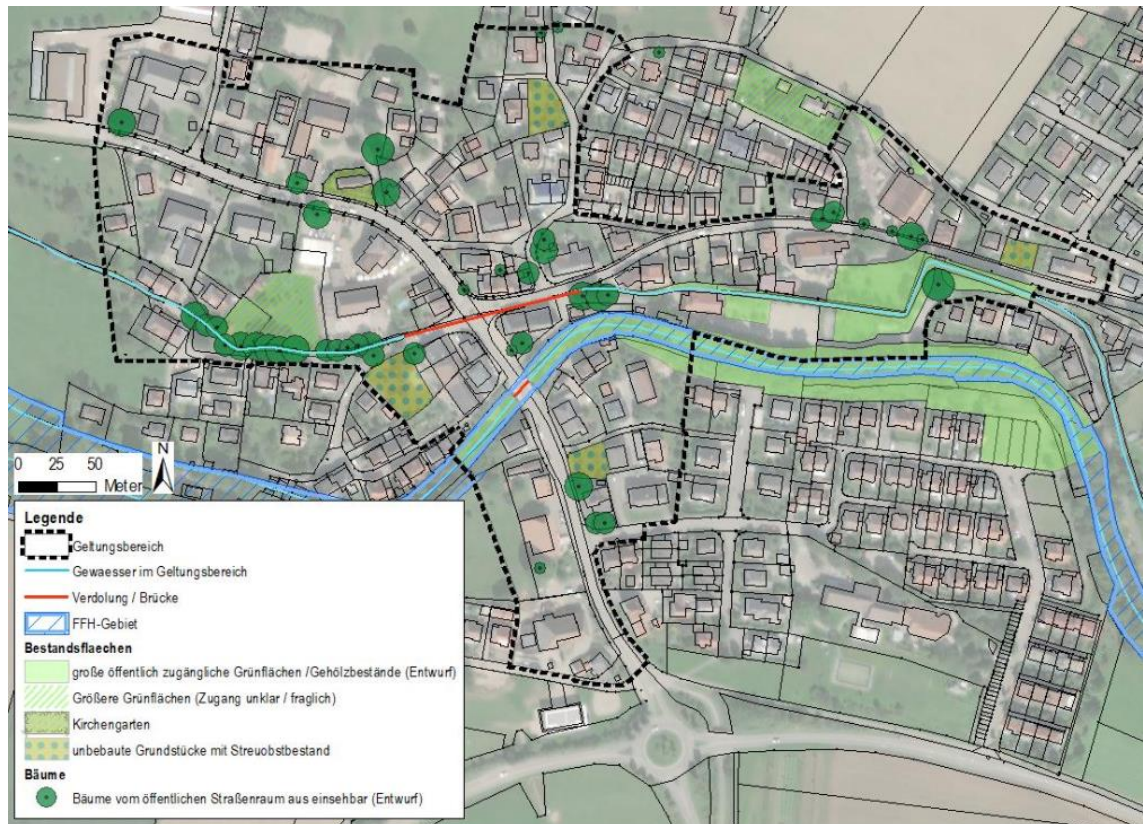 N
0 25 50
Meter
Legende
Geltungsbereich
Gewaesser im Geltungsbereich
Verdolung / Brücke
FFH-Gebiet
Bestandsflaechen
große öffentlich zugängliche Grünflächen /Gehölzbestände (Entwurf)
Größere Grünflächen (Zugang unklar / fraglich)
Kirchengarten
unbebaute Grundstücke mit Streuobstbestand
Bäume
Bäume vom öffentlichen Straßenraum aus einsehbar (Entwurf)